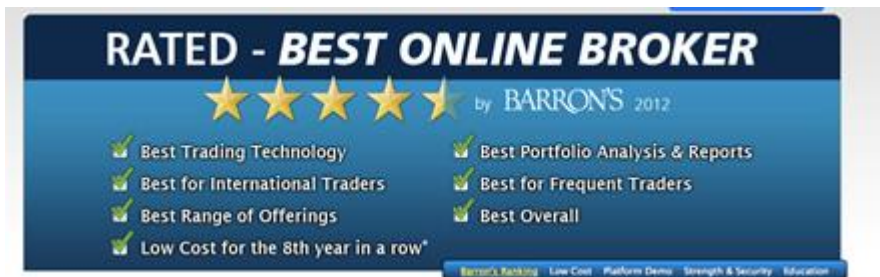 RATED - BEST ONLINE BROKER
by BARRON'S 2012
Best Trading Technology
Best for International Traders
Best Range of Offerings
Low Cost for the 8th year in a row*
Best Portfolio Analysis & Reports
Best for Frequent Traders
Best Overall
Barron's Ranking Low Cost Platform Demo Strength & Security Education